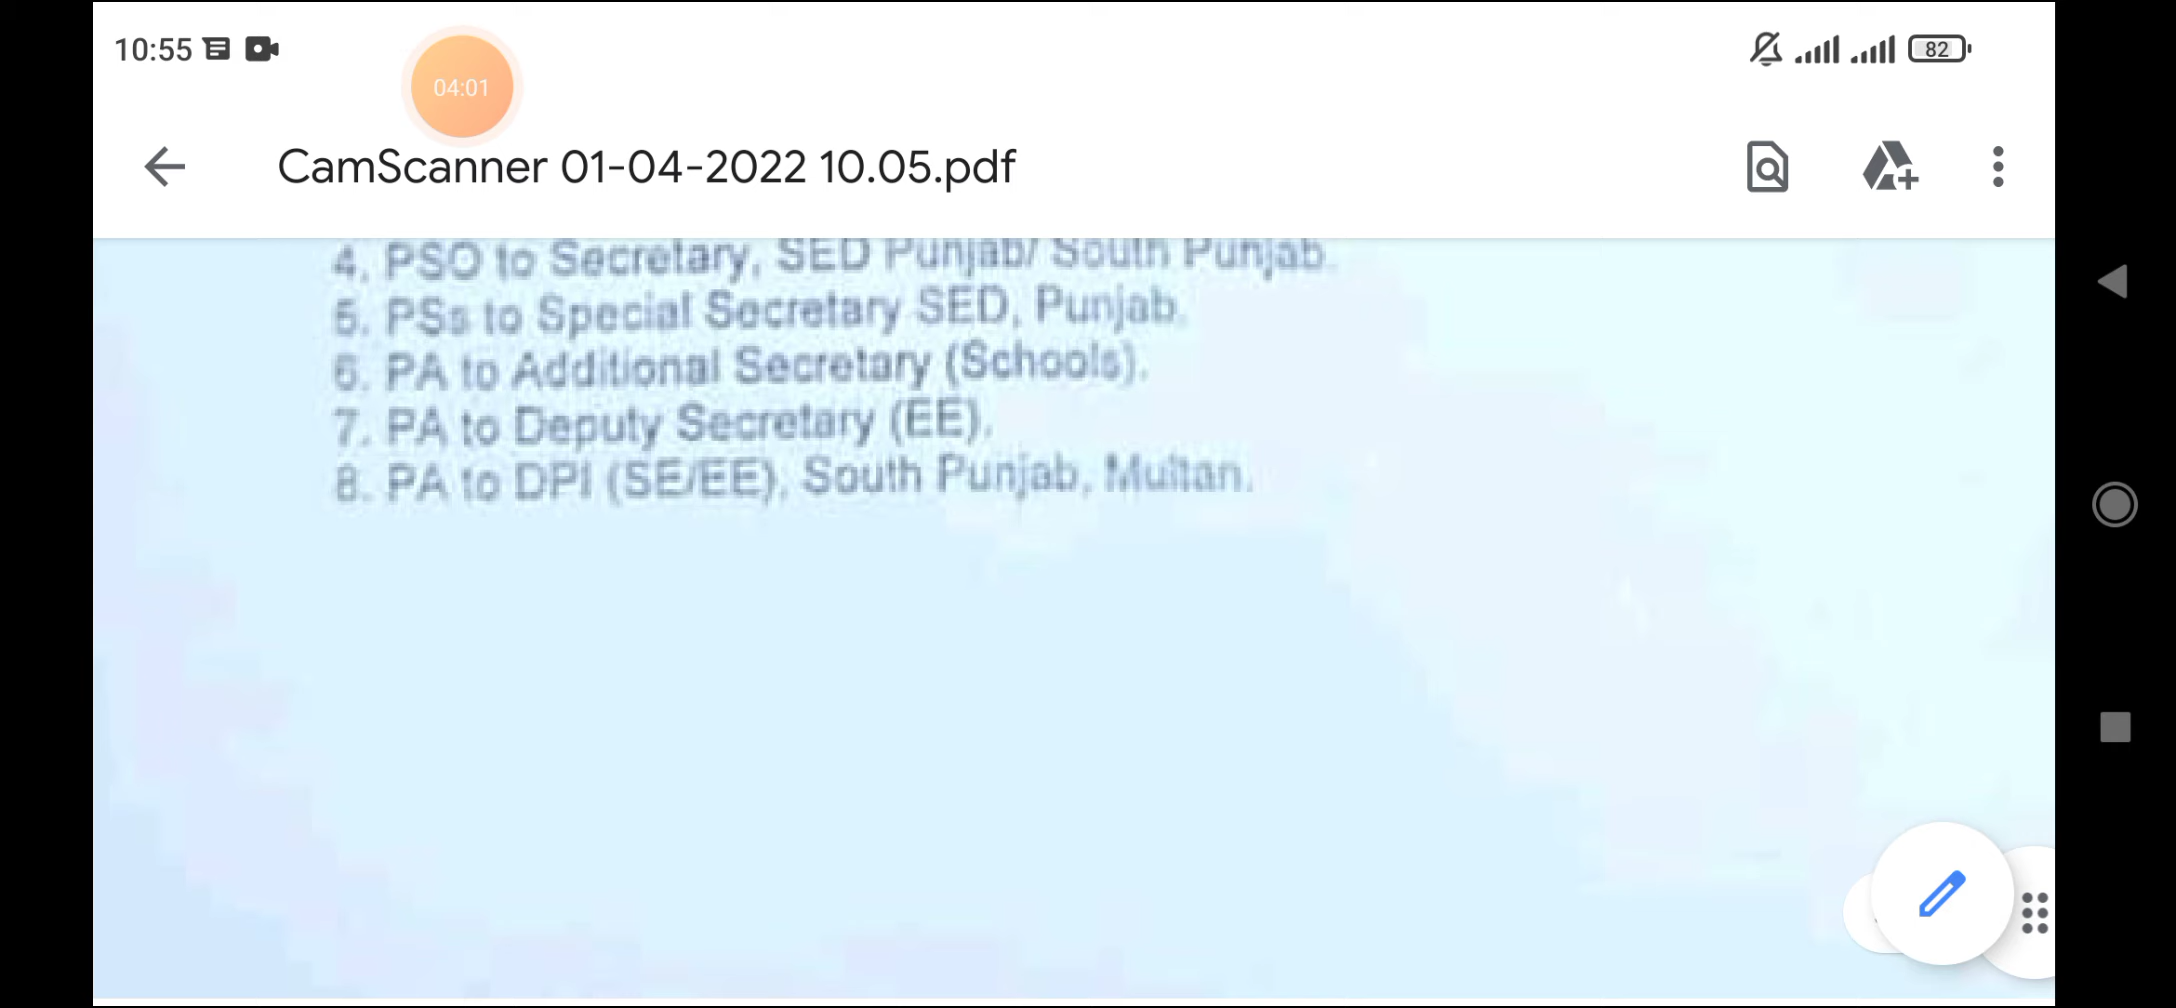 10:55
82
04:01
CamScanner 01-04-2022 10.05.pdf
4. PSO to Secretary, SED Punjab/ South Punjab.
5. PSs to Special Secretary SED, Punjab.
6. PA to Additional Secretary (Schools).
7. PA to Deputy Secretary (EE).
8. PA to DPI (SE/EE), South Punjab, Multan.